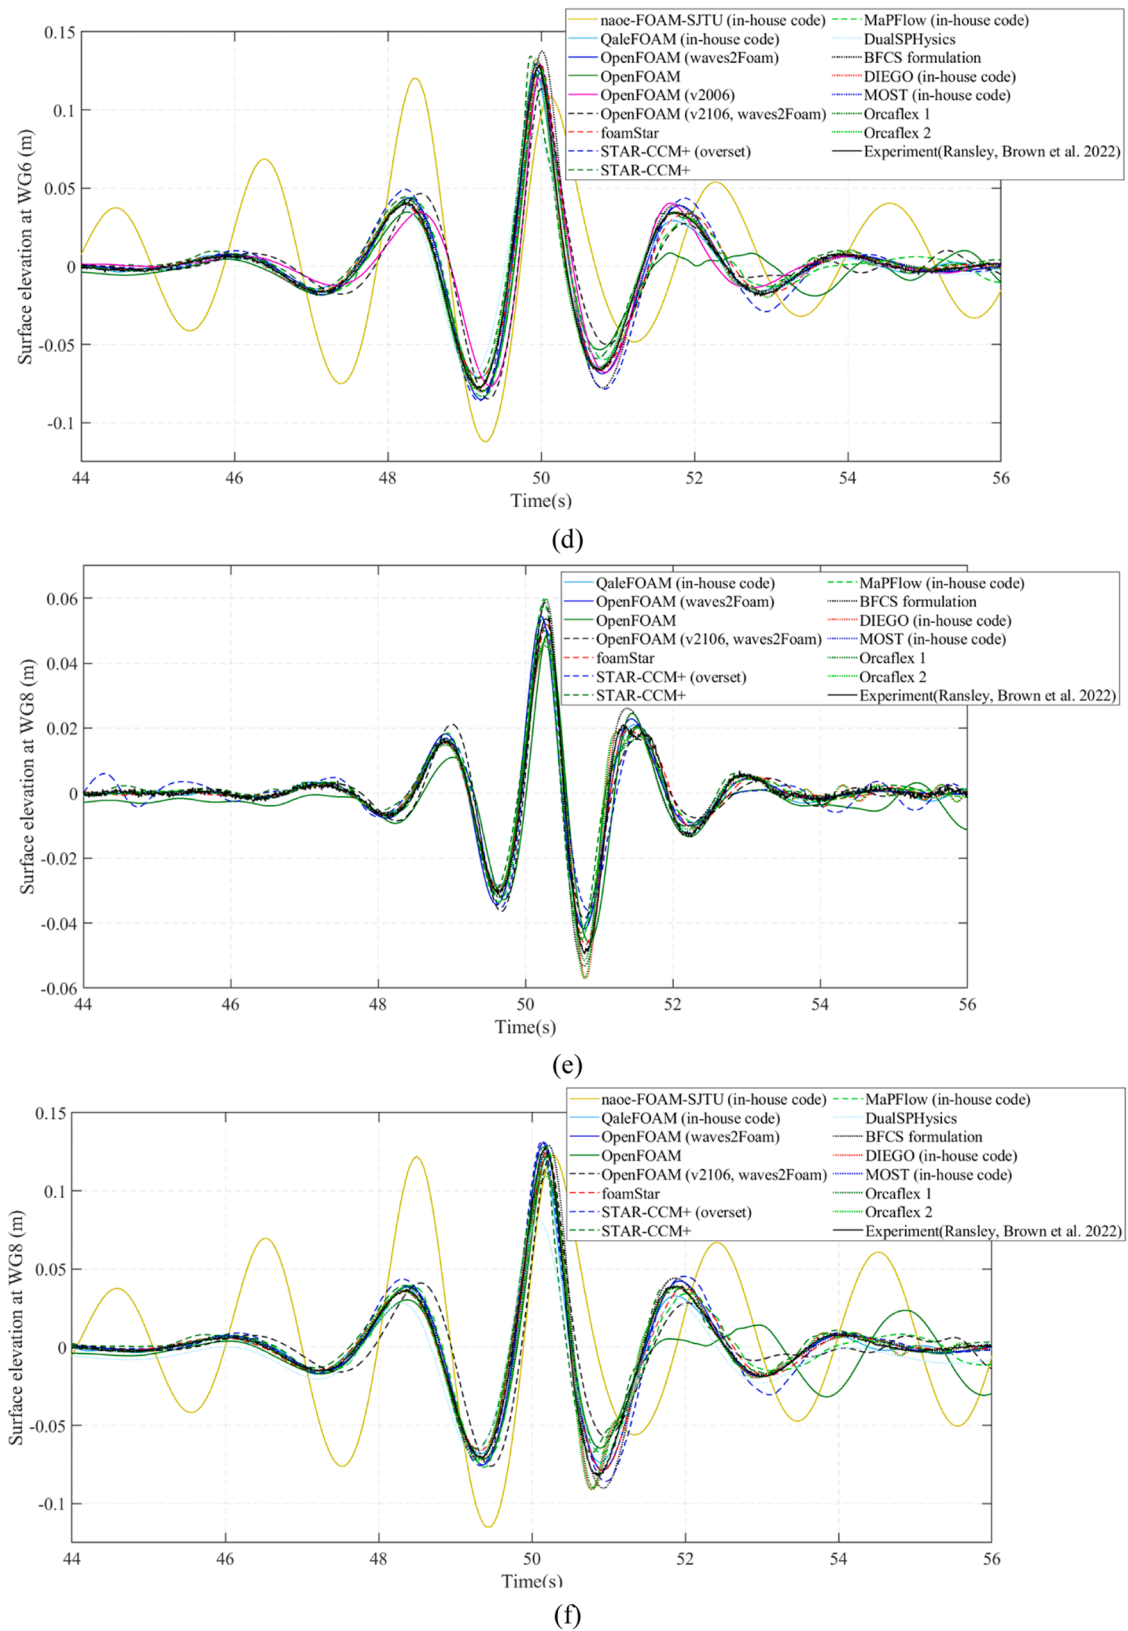 naoe-FOAM-SJTU (in-house code)
QaleFOAM (in-house code)
OpenFOAM (waves2Foam)
OpenFOAM
OpenFOAM (v2006)
OpenFOAM (v2106, waves2Foam)
foamStar
STAR-CCM+ (overset)
STAR-CCM+
MaPFlow (in-house code)
DualSPHysics
BFCS formulation
DIEGO (in-house code)
MOST (in-house code)
Orcaflex 1
Orcaflex 2
Experiment(Ransley, Brown et al. 2022)
Surface elevation at WG6 (m)
0.15
0.1
0.05
0
-0.05
-0.1
44 46 48 50 52 54 56
Time(s)
(d)
QaleFOAM (in-house code)
OpenFOAM (waves2Foam)
OpenFOAM
OpenFOAM (v2106, waves2Foam)
foamStar
STAR-CCM+ (overset)
STAR-CCM+
MaPFlow (in-house code)
BFCS formulation
DIEGO (in-house code)
MOST (in-house code)
Orcaflex 1
Orcaflex 2
Experiment(Ransley, Brown et al. 2022)
Surface elevation at WG8 (m)
0.06
0.04
0.02
0
-0.02
-0.04
-0.06
44 46 48 50 52 54 56
Time(s)
(e)
naoe-FOAM-SJTU (in-house code)
QaleFOAM (in-house code)
OpenFOAM (waves2Foam)
OpenFOAM
OpenFOAM (v2106, waves2Foam)
foamStar
STAR-CCM+ (overset)
STAR-CCM+
MaPFlow (in-house code)
DualSPHysics
BFCS formulation
DIEGO (in-house code)
MOST (in-house code)
Orcaflex 1
Orcaflex 2
Experiment(Ransley, Brown et al. 2022)
Surface elevation at WG8 (m)
0.15
0.1
0.05
0
-0.05
-0.1
44 46 48 50 52 54 56
Time(s)
(f)